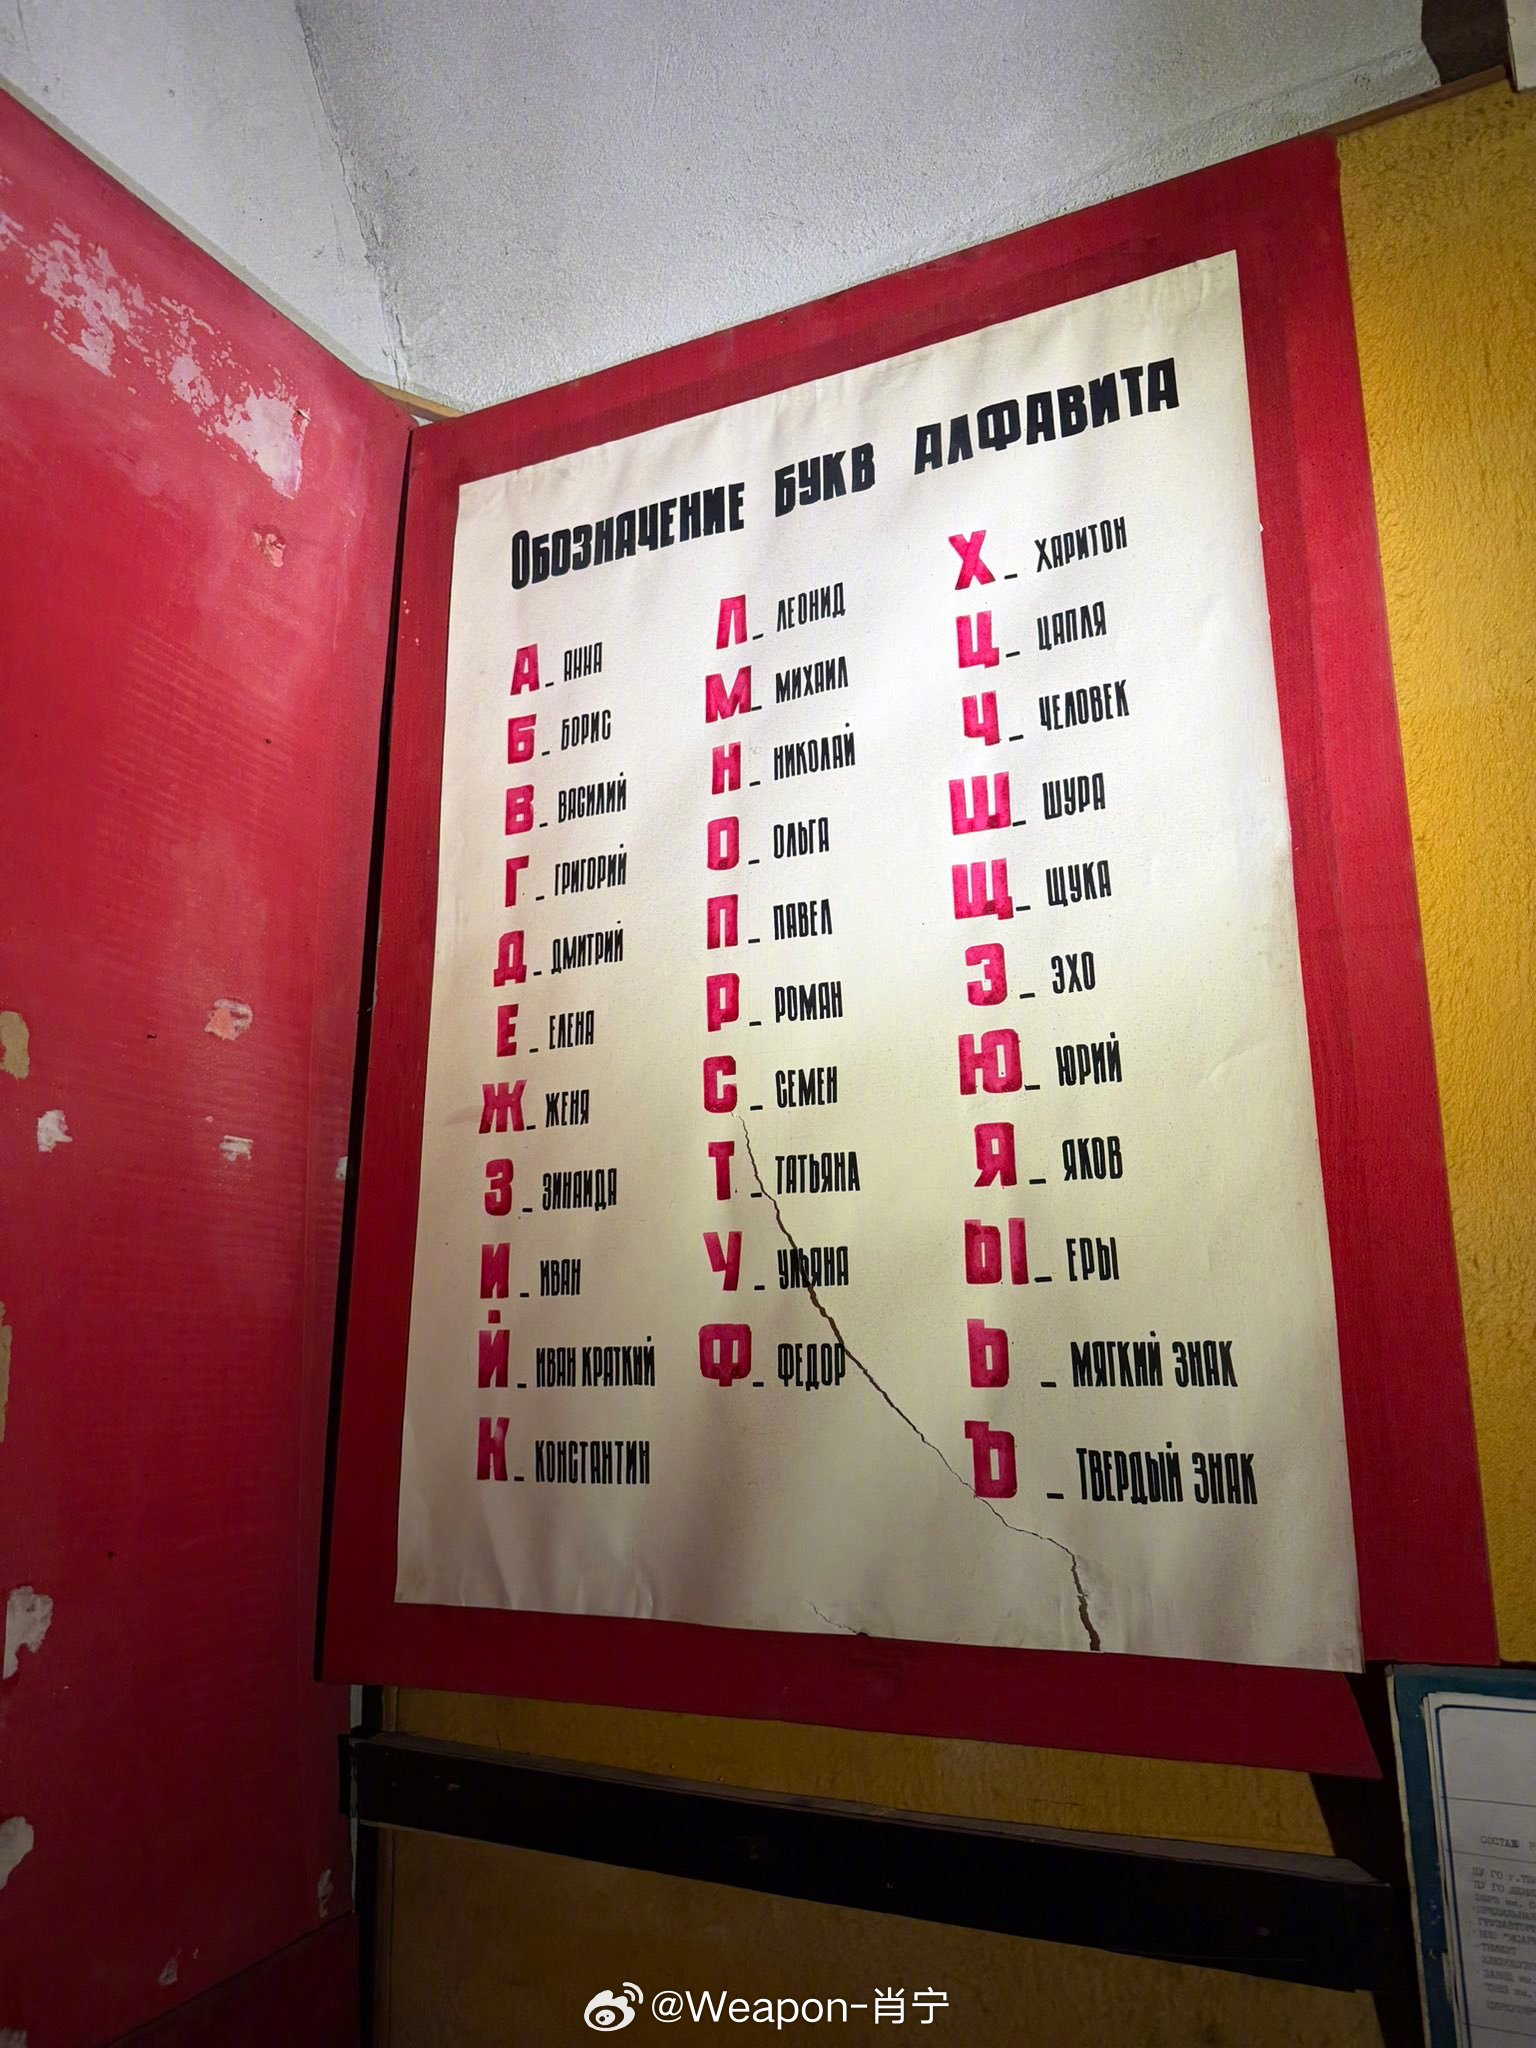 Обозначение букв алфавита
А - Анна
Б - Борис
В - Василий
Г - Григорий
Д - Дмитрий
Е - Елена
Ж - Женя
З - Зинаида
И - Иван
Й - Иван краткий
К - Константин
Л - Леонид
М - Михаил
Н - Николай
О - Ольга
П - Павел
Р - Роман
С - Семен
Т - Татьяна
У - Ульяна
Ф - Федор
Х - Харитон
Ц - Цапля
Ч - Человек
Ш - Шура
Щ - Щука
Э - Эхо
Ю - Юрий
Я - Яков
Ы - Еры
Ь - Мягкий знак
Ъ - Твердый знак
@Weapon-肖宁